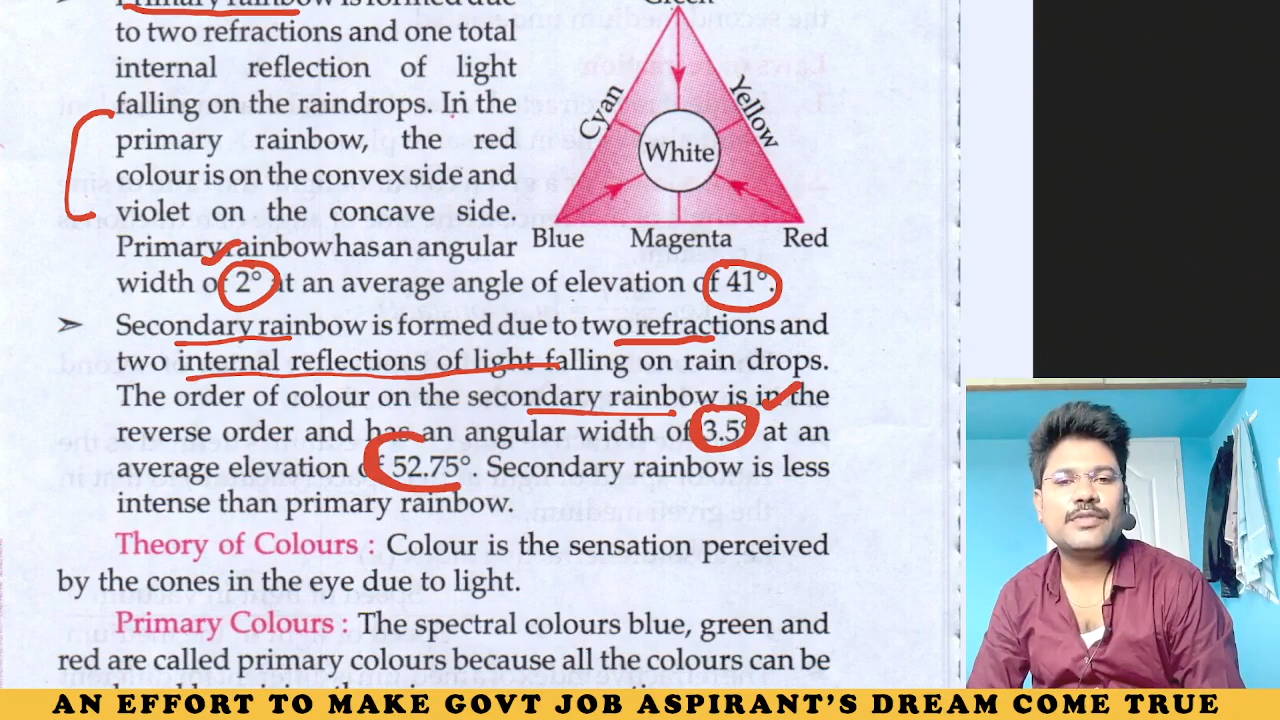 Primary rainbow is formed due
to two refractions and one total
internal reflection of light
falling on the raindrops. In the
primary rainbow, the red
colour is on the convex side and
violet on the concave side.
Primary rainbow has an angular
width of 2° at an average angle of elevation of 41°.
Green
Cyan
Yellow
White
Blue Magenta Red
➤ Secondary rainbow is formed due to two refractions and
two internal reflections of light falling on rain drops.
The order of colour on the secondary rainbow is in the
reverse order and has an angular width of 3.5° at an
average elevation of 52.75°. Secondary rainbow is less
intense than primary rainbow.
Theory of Colours : Colour is the sensation perceived
by the cones in the eye due to light.
Primary Colours : The spectral colours blue, green and
red are called primary colours because all the colours can be
AN EFFORT TO MAKE GOVT JOB ASPIRANT'S DREAM COME TRUE